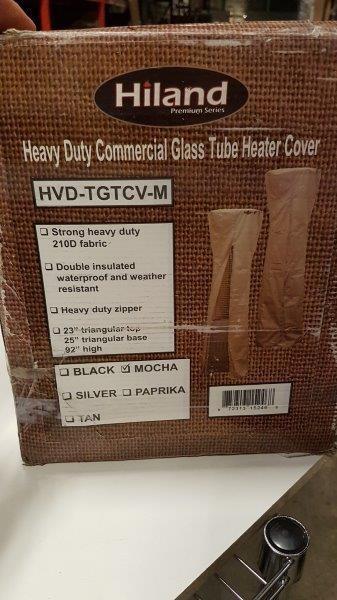 Hiland
Premium Series
Heavy Duty Commercial Glass Tube Heater Cover
HVD-TGTCV-M
Strong heavy duty
210D fabric
Double insulated
waterproof and weather
resistant
Heavy duty zipper
23" triangular top
25" triangular base
92" high
BLACK MOCHA
SILVER PAPRIKA
TAN